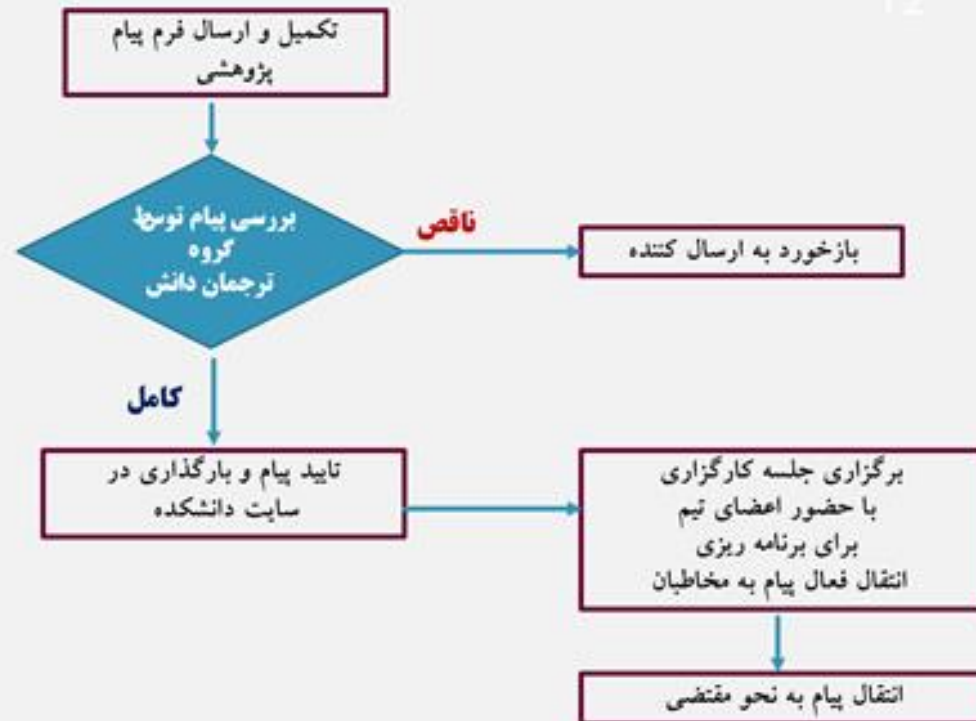 12
تکمیل و ارسال فرم پیام
پژوهشی
بررسی پیام توسط
گروه
ترجمان دانش
ناقص
بازخورد به ارسال کننده
کامل
تایید پیام و بارگذاری در
سایت دانشکده
برگزاری جلسه کارگزاری
با حضور اعضای تیم
برای برنامه ریزی
انتقال فعال پیام به مخاطبان
انتقال پیام به نحو مقتضی